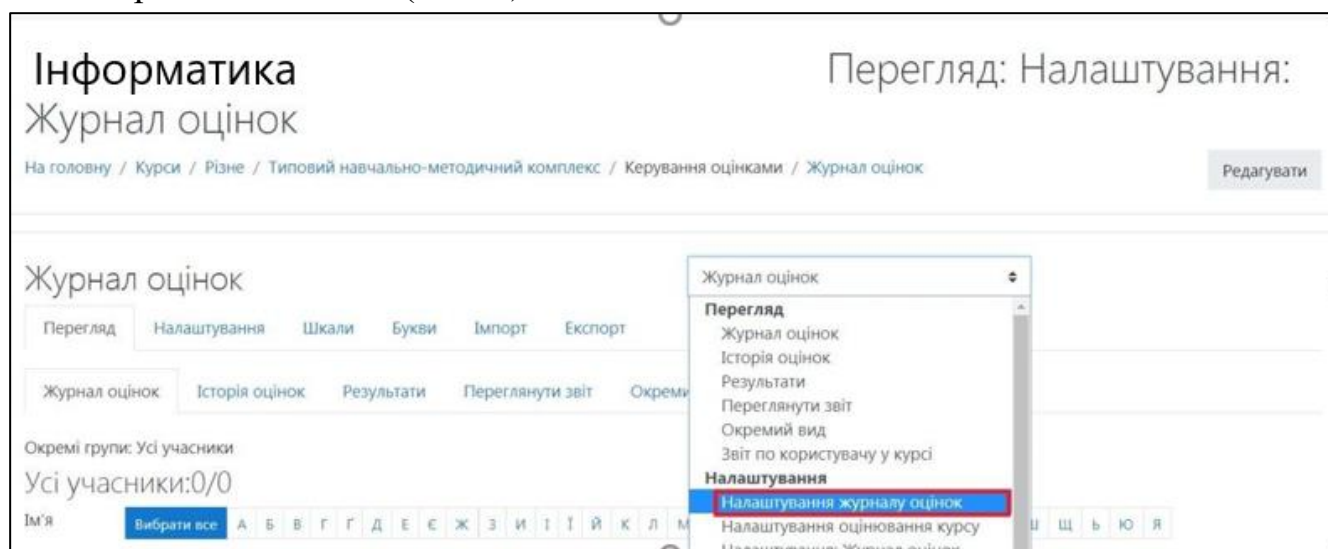 Інформатика
Перегляд: Налаштування:
Журнал оцінок
На головну / Курси / Різне / Типовий навчально-методичний комплекс / Керування оцінками / Журнал оцінок
Редагувати
Журнал оцінок
Журнал оцінок
Перегляд Налаштування Шкали Букви Імпорт Експорт
Перегляд
Журнал оцінок
Історія оцінок
Результати
Переглянути звіт
Окремий вид
Звіт по користувачу у курсі
Налаштування
Налаштування журналу оцінок
Налаштування оцінювання курсу
Налаштування: Журнал оцінок
Журнал оцінок Історія оцінок Результати Переглянути звіт
Окремі групи: Усі учасники
Усі учасники:0/0
Ім'я Вибрати все А Б В Г Ґ Д Е Є Ж З И І Ї Й К Л М Щ Ь Ю Я